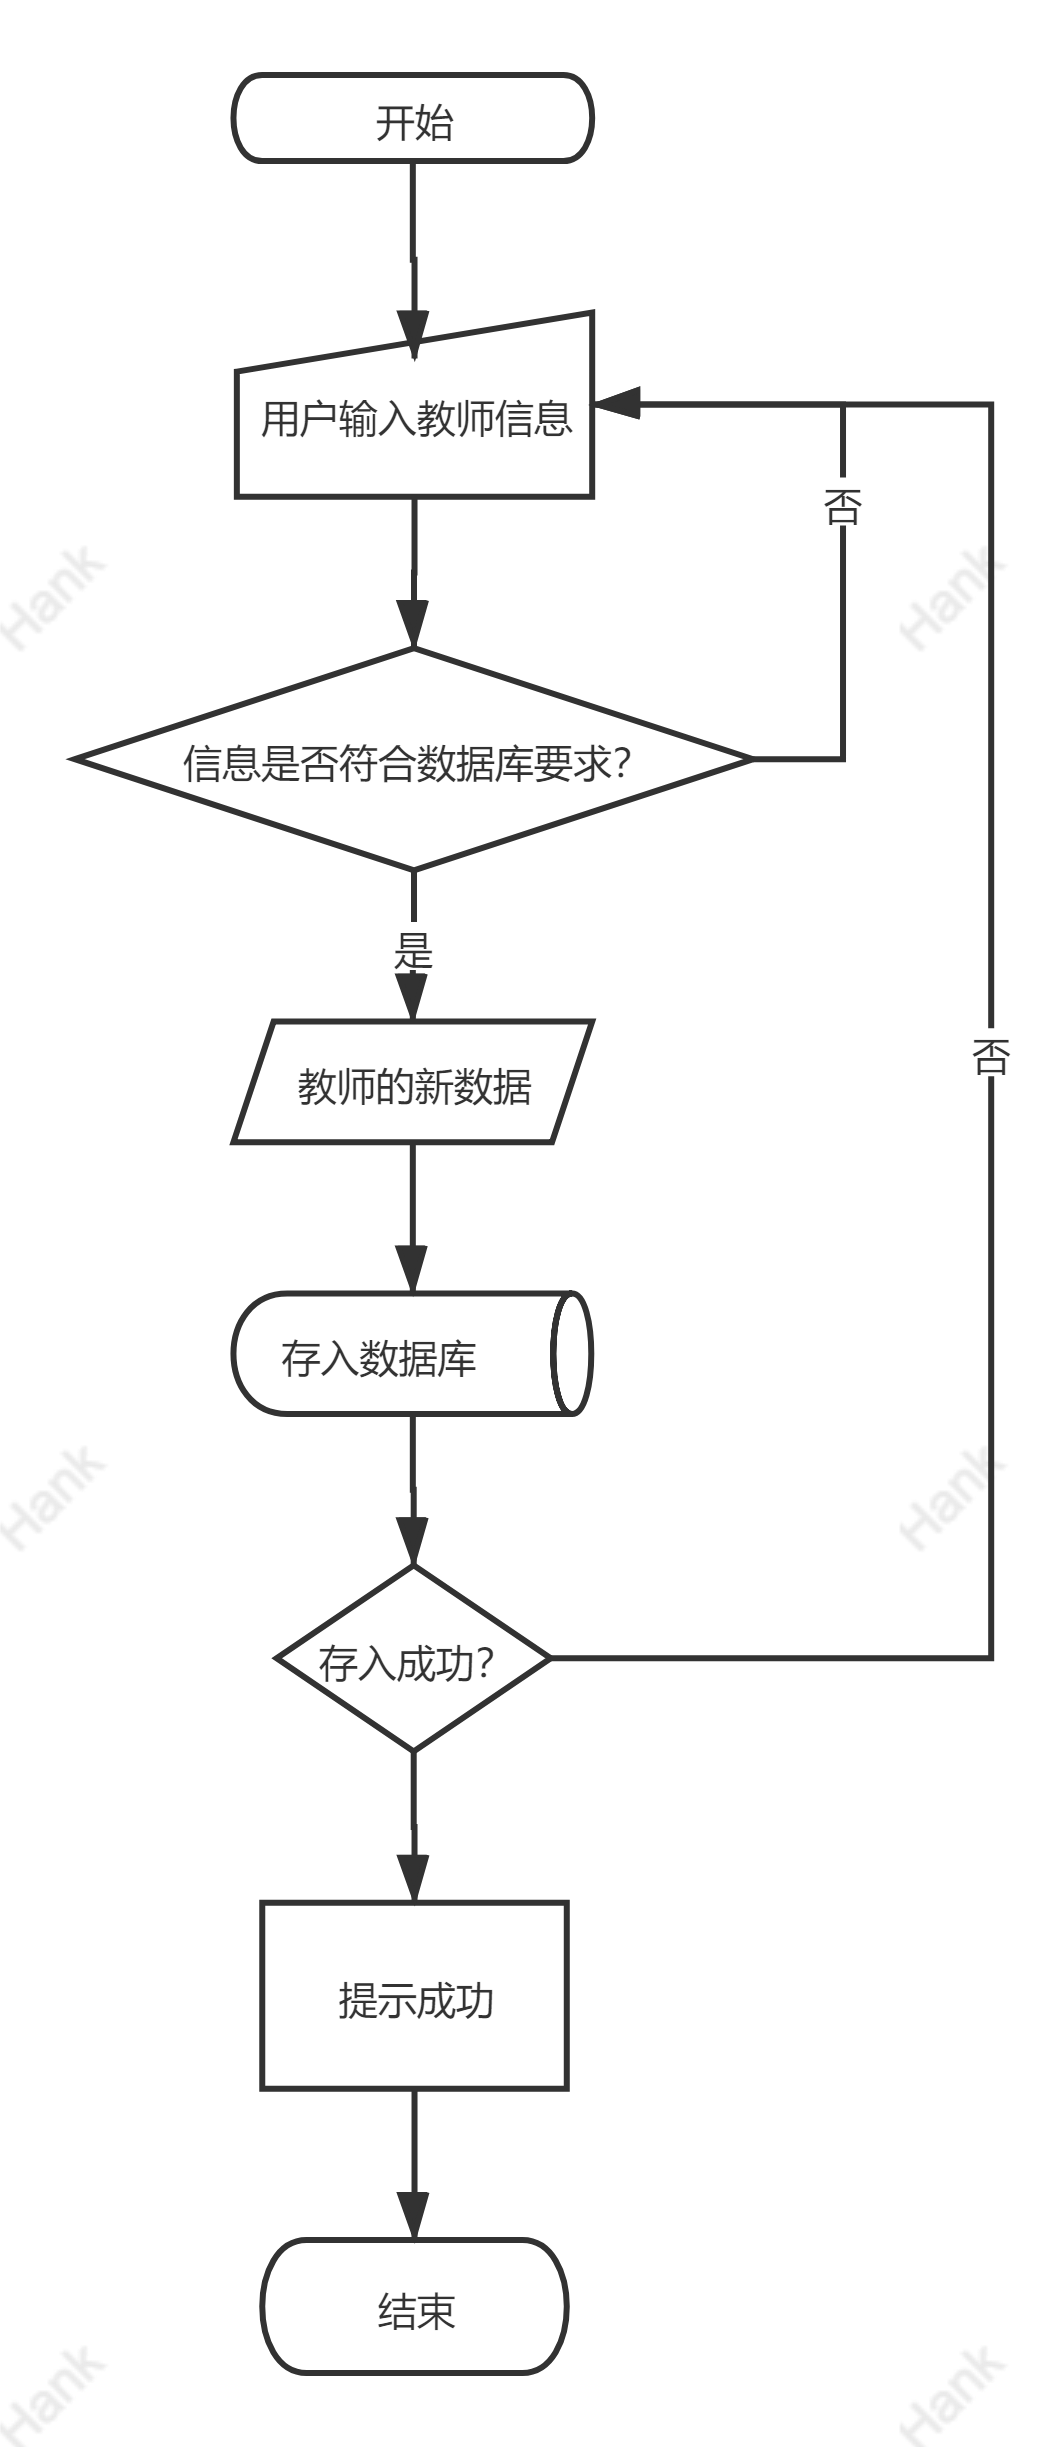 开始
用户输入教师信息
否
Hank
Hank
信息是否符合数据库要求?
是
否
教师的新数据
存入数据库
Hank
Hank
存入成功?
提示成功
结束
Hank
Hank